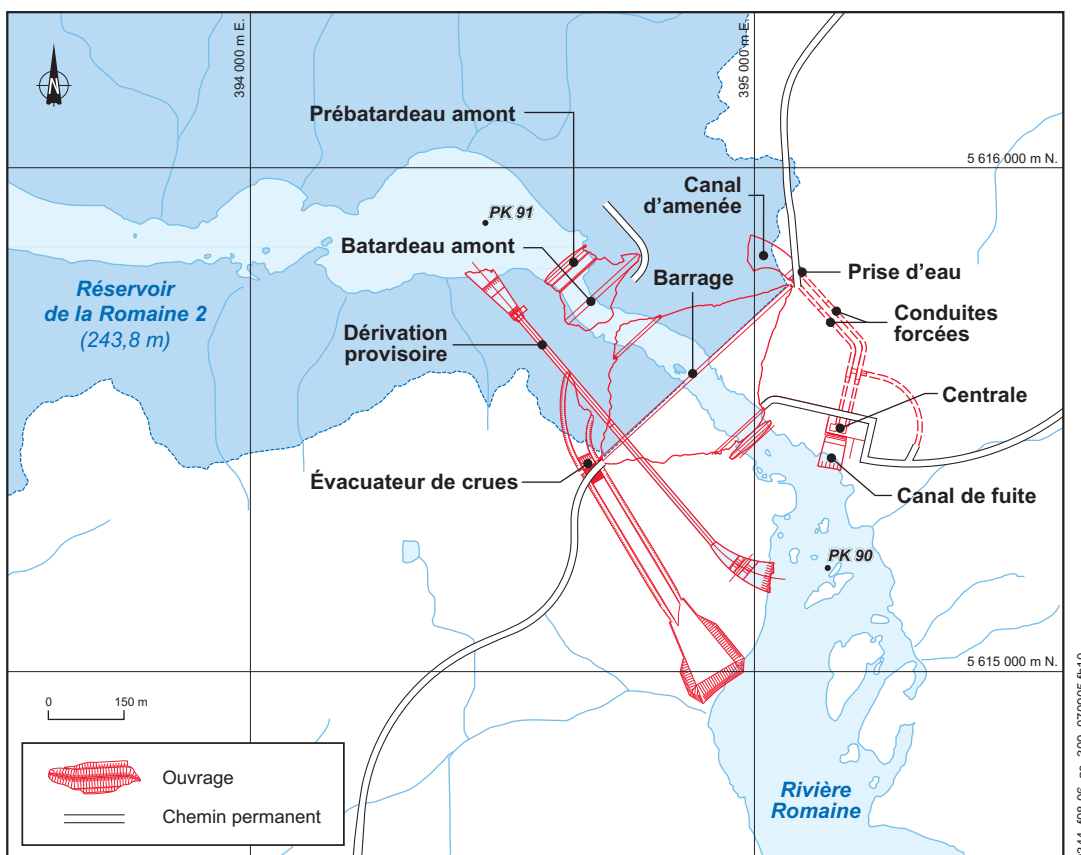 394 000 m E.
395 000 m E.
N
Prébatardeau amont
5 616 000 m N.
Canal
d'amenée
PK 91
Batardeau amont
Barrage
Prise d'eau
Réservoir
de la Romaine 2
(243,8 m)
Conduites
forcées
Dérivation
provisoire
Centrale
Évacuateur de crues
Canal de fuite
PK 90
5 615 000 m N.
0
150 m
Ouvrage
Chemin permanent
Rivière
Romaine